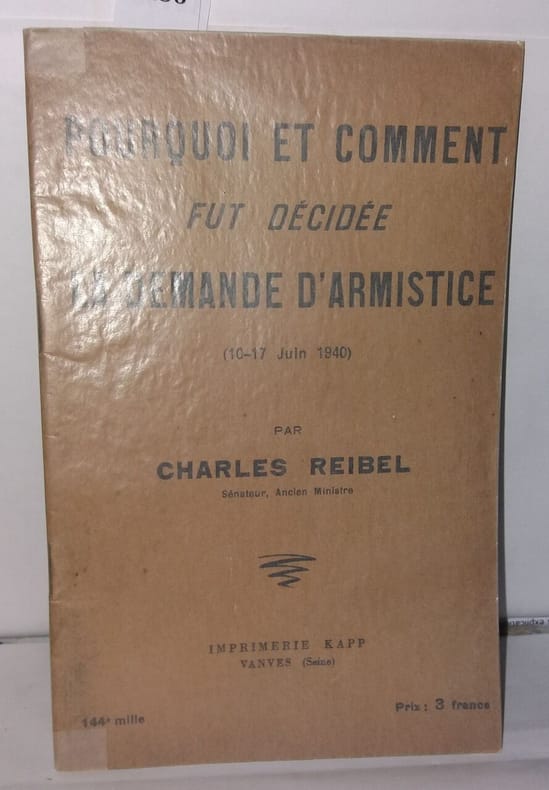 POURQUOI ET COMMENT
FUT DÉCIDÉE
LA DEMANDE D'ARMISTICE
(10-17 Juin 1940)
PAR
CHARLES REIBEL
Sénateur, Ancien Ministre
IMPRIMERIE KAPP
VANVES (Seine)
144e mille
Prix : 3 francs